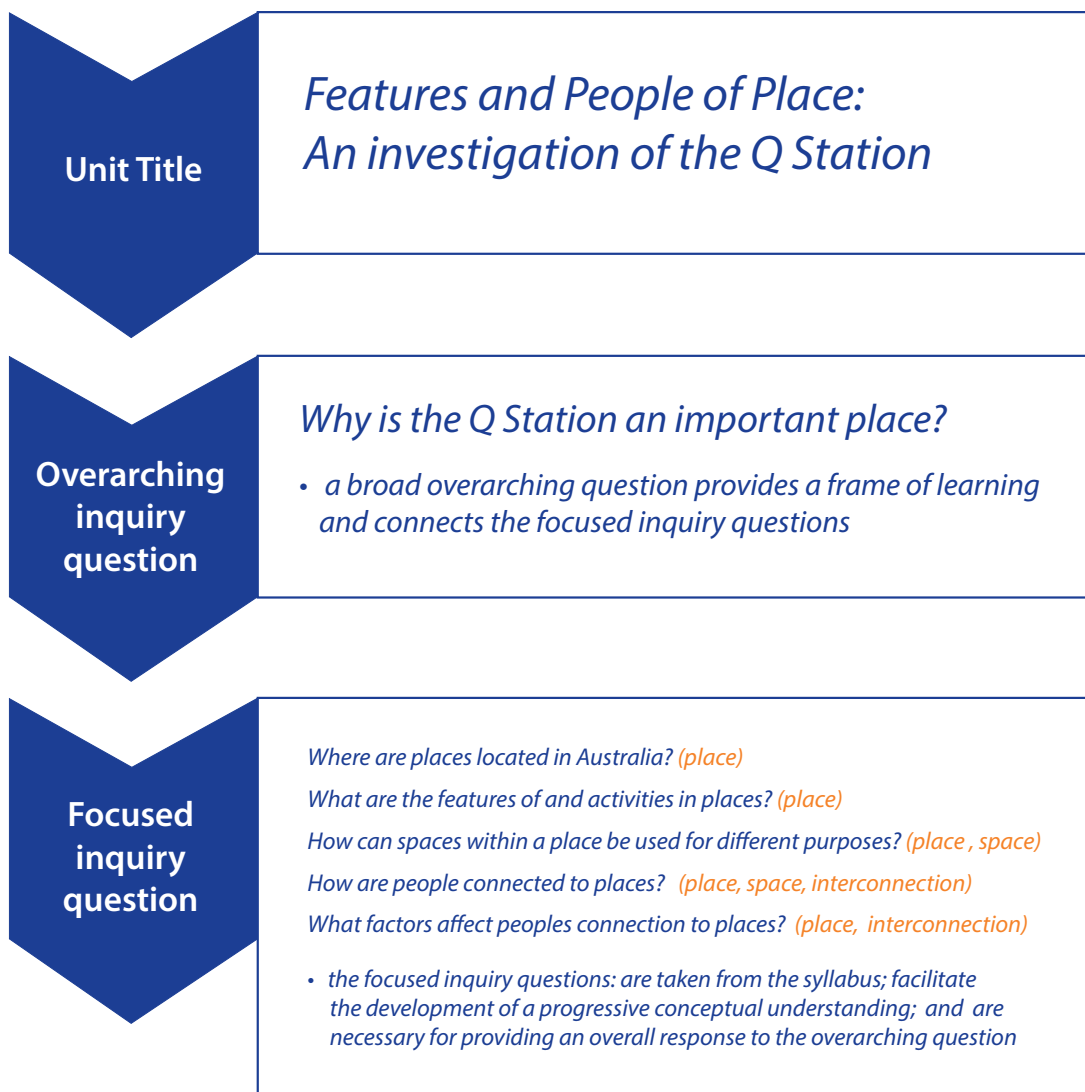 Unit Title
Features and People of Place:
An investigation of the Q Station
Overarching
inquiry
question
Why is the Q Station an important place?
• a broad overarching question provides a frame of learning
and connects the focused inquiry questions
Focused
inquiry
question
Where are places located in Australia? (place)
What are the features of and activities in places? (place)
How can spaces within a place be used for different purposes? (place , space)
How are people connected to places? (place, space, interconnection)
What factors affect peoples connection to places? (place, interconnection)
• the focused inquiry questions: are taken from the syllabus; facilitate
the development of a progressive conceptual understanding; and are
necessary for providing an overall response to the overarching question